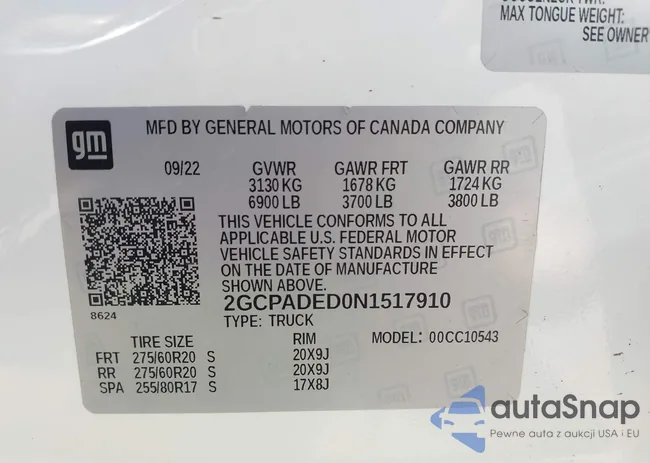 MAX TONGUE WEIGHT:
SEE OWNER
gm
MFD BY GENERAL MOTORS OF CANADA COMPANY
09/22 GVWR GAWR FRT GAWR RR
3130 KG 1678 KG 1724 KG
6900 LB 3700 LB 3800 LB
THIS VEHICLE CONFORMS TO ALL
APPLICABLE U.S. FEDERAL MOTOR
VEHICLE SAFETY STANDARDS IN EFFECT
ON THE DATE OF MANUFACTURE
SHOWN ABOVE.
2GCPADED0N1517910
8624
TYPE: TRUCK
TIRE SIZE RIM MODEL: 00CC10543
FRT 275/60R20 S 20X9J
RR 275/60R20 S 20X9J
SPA 255/80R17 S 17X8J
autaSnap
Pewne auta z aukcji USA i EU